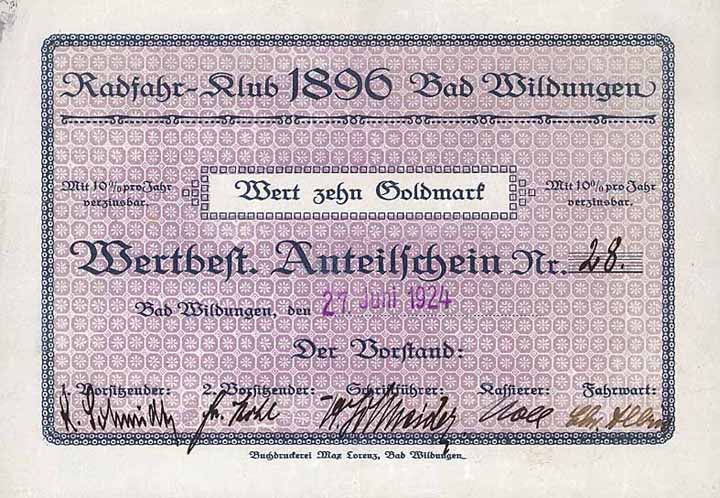 Radfahr-Klub 1896 Bad Wildungen
Mit 10% pro Jahr verzinsbar.
Wert zehn Goldmark
Mit 10% pro Jahr verzinsbar.
Wertbest. Anteilschein Nr. 28.
Bad Wildungen, den 27. Juni 1924
Der Vorstand:
Vorsitzender: 2. Vorsitzender: Schriftführer: Kassierer: Fahrwart:
K. Schmidt
Buchdruckerei Max Lorenz, Bad Wildungen